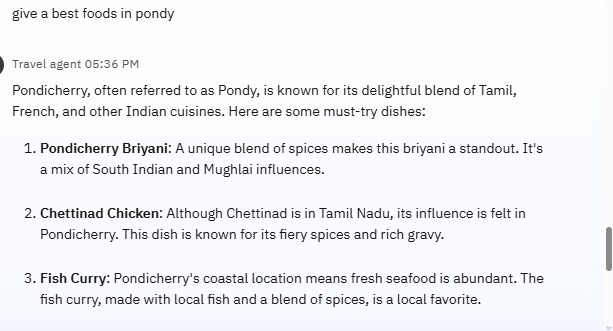 give a best foods in pondy
Travel agent 05:36 PM
Pondicherry, often referred to as Pondy, is known for its delightful blend of Tamil,
French, and other Indian cuisines. Here are some must-try dishes:
1. Pondicherry Briyani: A unique blend of spices makes this briyani a standout. It's
a mix of South Indian and Mughlai influences.
2. Chettinad Chicken: Although Chettinad is in Tamil Nadu, its influence is felt in
Pondicherry. This dish is known for its fiery spices and rich gravy.
3. Fish Curry: Pondicherry's coastal location means fresh seafood is abundant. The
fish curry, made with local fish and a blend of spices, is a local favorite.